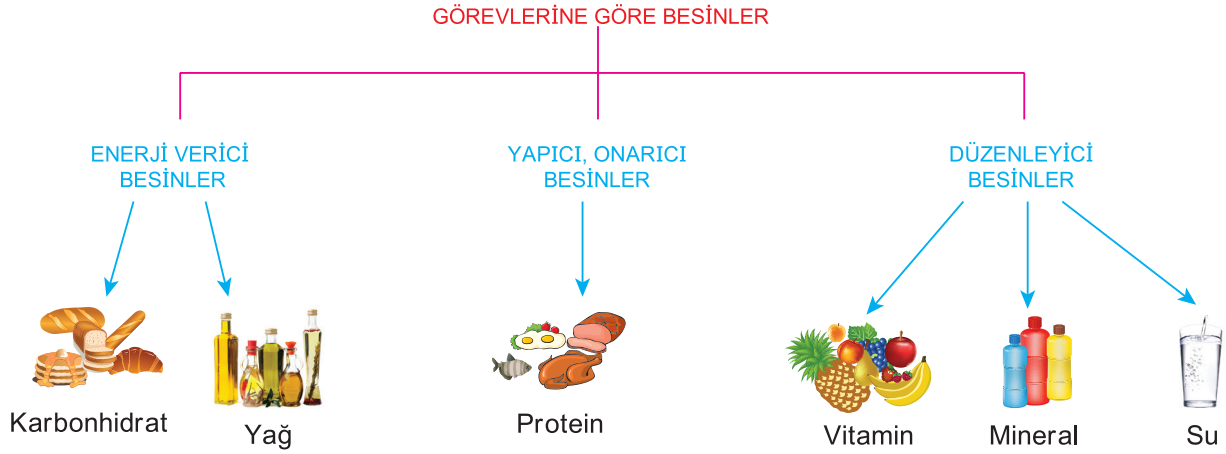 GÖREVLERİNE GÖRE BESİNLER
ENERJİ VERİCİ
BESİNLER
YAPICI, ONARICI
BESİNLER
DÜZENLEYİCİ
BESİNLER
Karbonhidrat
Yağ
Protein
Vitamin
Mineral
Su